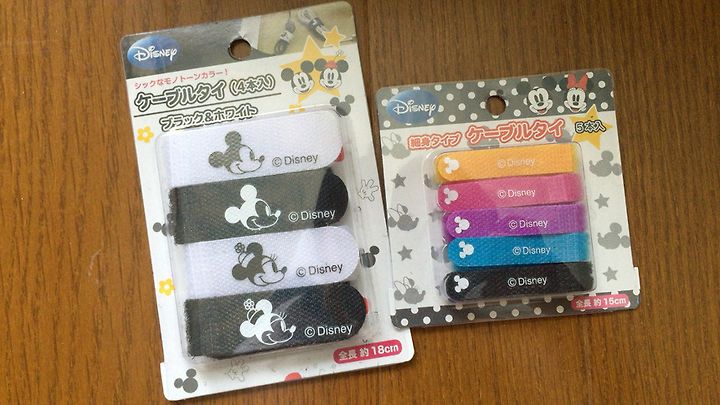 Disney
シックなモノトーンカラー!
ケーブルタイ(4本入)
ブラック&ホワイト
©Disney
©Disney
©Disney
©Disney
全長 約18cm
Disney
細身タイプ ケーブルタイ 5本入
©Disney
©Disney
©Disney
©Disney
©Disney
全長 約15cm